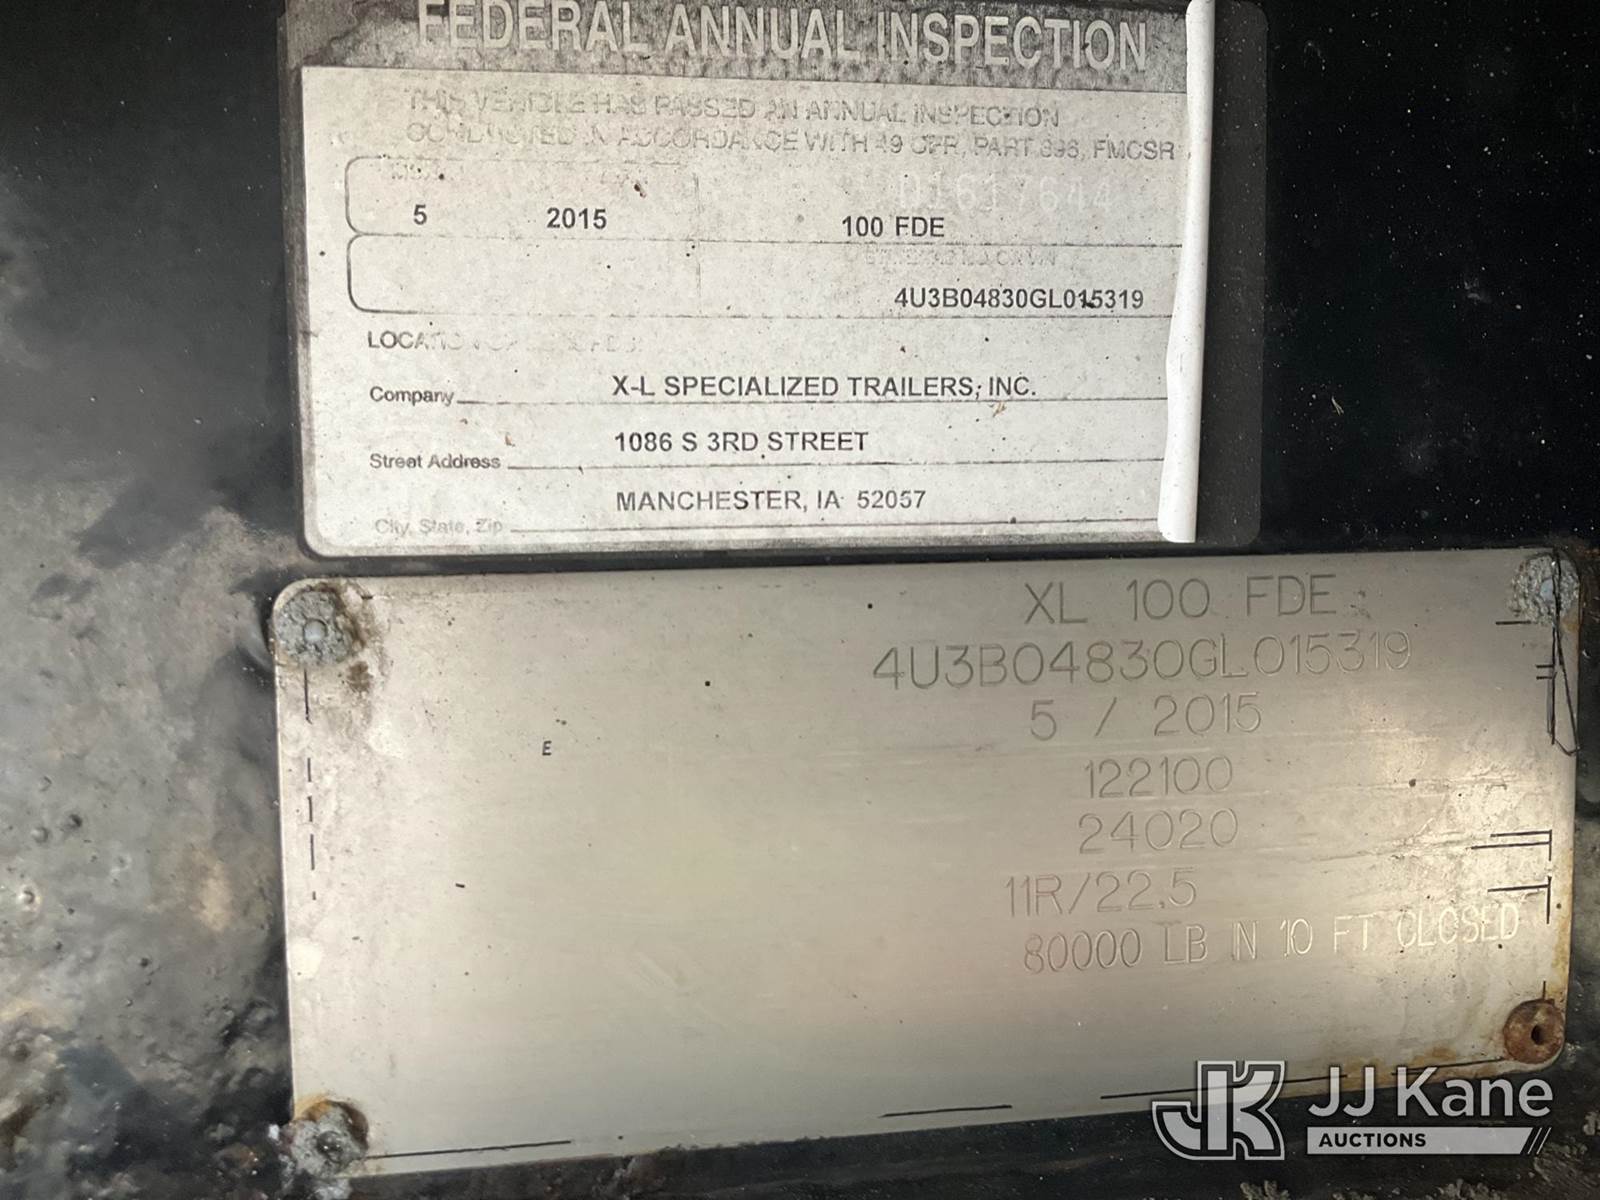 FEDERAL ANNUAL INSPECTION
THIS VEHICLE HAS PASSED AN ANNUAL INSPECTION
CONDUCTED IN ACCORDANCE WITH 49 CFR, PART 396, FMCSR
01617644
5 2015 100 FDE
4U3B04830GL015319
Company X-L SPECIALIZED TRAILERS, INC.
1086 S 3RD STREET
Street Address
MANCHESTER, IA 52057
City, State, Zip
XL 100 FDE
4U3B04830GL015319
5 / 2015
E
122100
24020
11R/22.5
80000 LB IN 10 FT CLOSED
JK JJ Kane
AUCTIONS